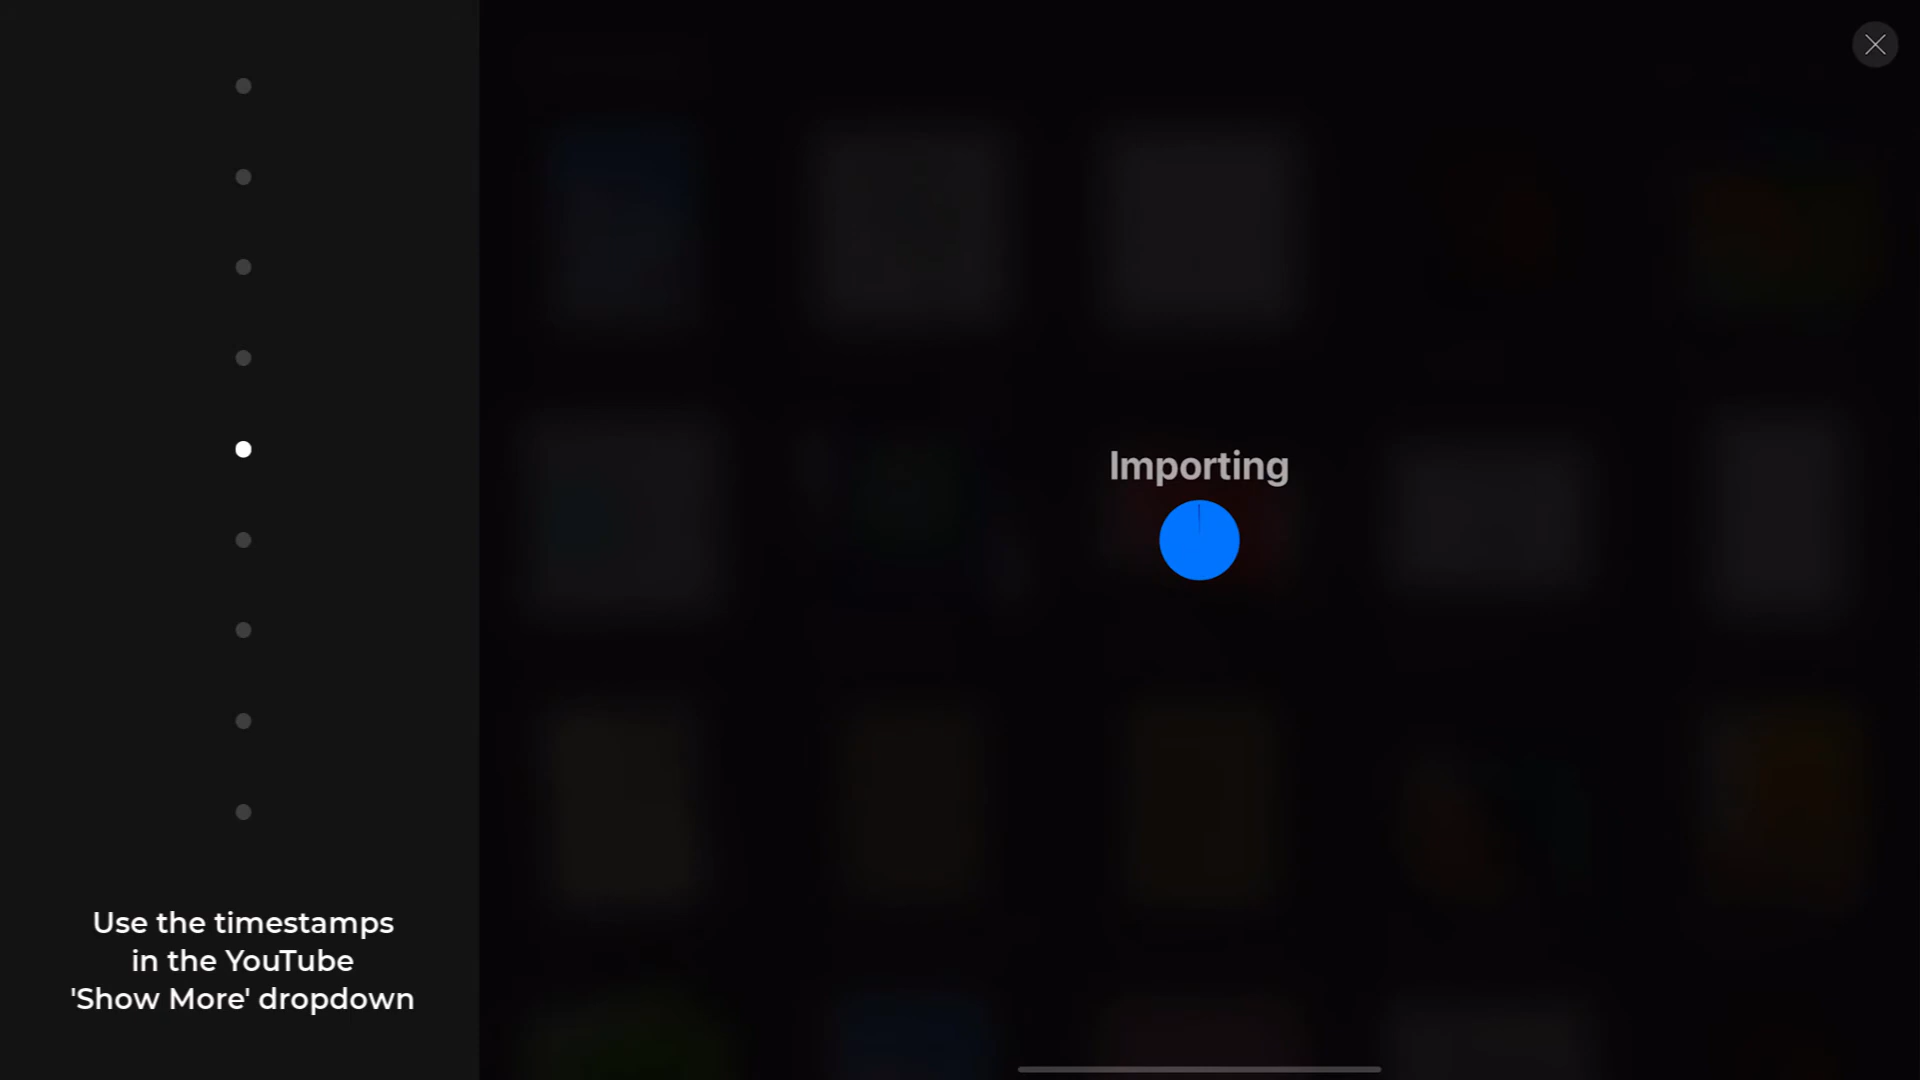 Importing
Use the timestamps
in the YouTube
'Show More' dropdown